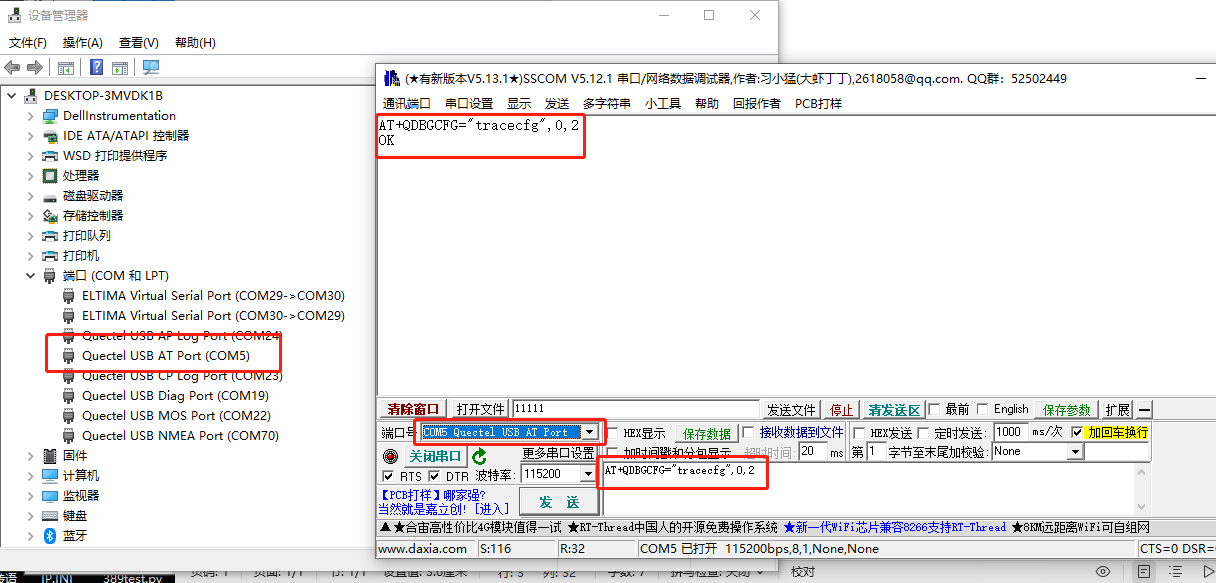 设备管理器
文件(F) 操作(A) 查看(V) 帮助(H)
DESKTOP-3MVDK1B
DellInstrumentation
IDE ATA/ATAPI 控制器
WSD 打印提供程序
处理器
磁盘驱动器
存储控制器
打印队列
打印机
端口 (COM 和 LPT)
ELTIMA Virtual Serial Port (COM29->COM30)
ELTIMA Virtual Serial Port (COM30->COM29)
Quectel USB AP Log Port (COM24)
Quectel USB AT Port (COM5)
Quectel USB CP Log Port (COM23)
Quectel USB Diag Port (COM19)
Quectel USB MOS Port (COM22)
Quectel USB NMEA Port (COM70)
固件
计算机
监视器
键盘
蓝牙
(★有新版本V5.13.1★)SSCOM V5.12.1 串口/网络数据调试器,作者:习小猛(大虾丁丁),2618058@qq.com. QQ群: 52502449
通讯端口 串口设置 显示 发送 多字符串 小工具 帮助 回报作者 PCB打样
AT+QDBGCFG="tracecfg",0,2
OK
清除窗口 打开文件 11111 发送文件 停止 清发送区 最前 English 保存参数 扩展
端口号 COM5 Quectel USB AT Port HEX显示 保存数据 接收数据到文件 HEX发送 定时发送: 1000 ms/次 加回车换行
关闭串口 更多串口设置 加时间戳和分包显示 超时时间: 20 ms 第 1 字节至末尾加校验: None
RTS DTR 波特率: 115200 AT+QDBGCFG="tracecfg",0,2
【PCB打样】哪家强?
当然就是嘉立创! [进入] 发 送
▲★合宙高性价比4G模块值得一试 ★RT-Thread中国人的开源免费操作系统 ★新一代WiFi芯片兼容8266支持RT-Thread ★8KM远距离WiFi可自组网
www.daxia.com S:116 R:32 COM5 已打开 115200bps,8,1,None,None CTS=0 DSR=
传语 IP.INI 389test.py 校对